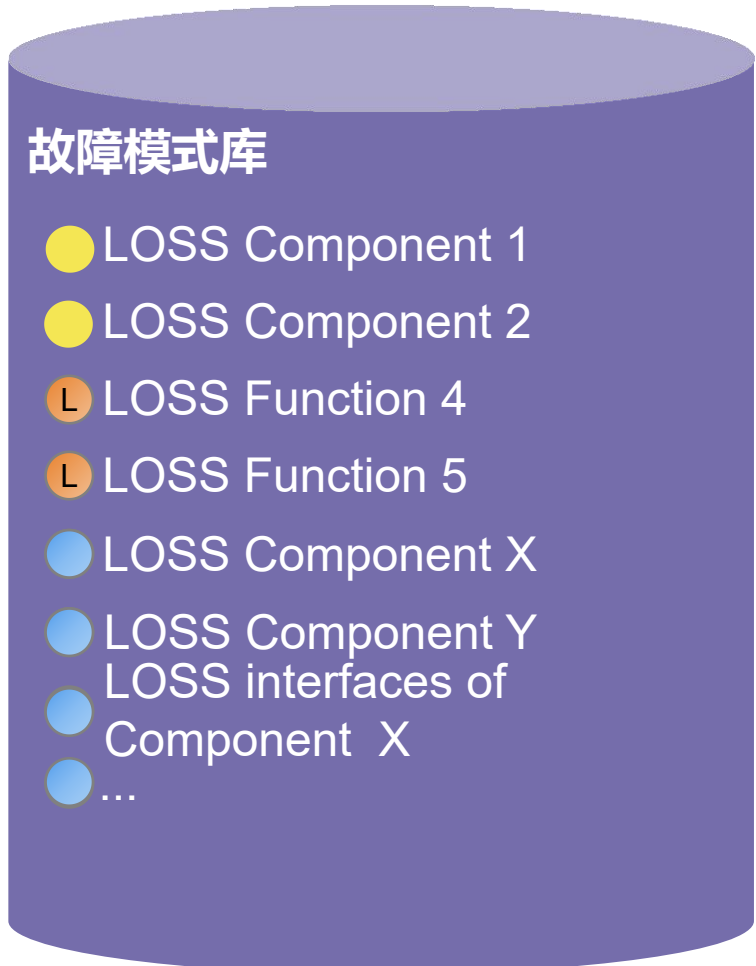 故障模式库
LOSS Component 1
LOSS Component 2
L LOSS Function 4
L LOSS Function 5
LOSS Component X
LOSS Component Y
LOSS interfaces of
Component X
...